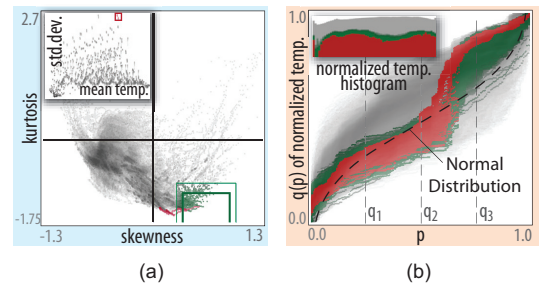 2.7
std.dev.
mean temp.
kurtosis
-1.75
-1.3
skewness
1.3
(a)
1.0
q(p) of normalized temp.
normalized temp.
histogram
Normal
Distribution
0.0
0.0
q1
q2
q3
p
1.0
(b)